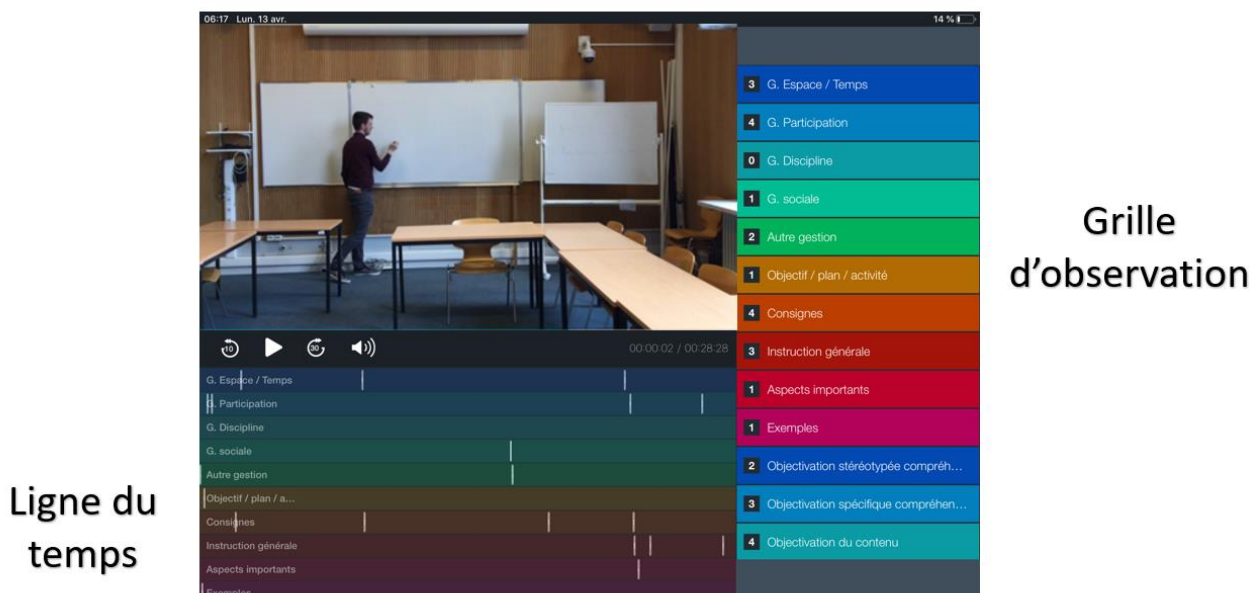 06:17 Lun. 13 avr.
14 %
3 G. Espace / Temps
4 G. Participation
0 G. Discipline
1 G. sociale
2 Autre gestion
1 Objectif / plan / activité
4 Consignes
3 Instruction générale
1 Aspects importants
1 Exemples
2 Objectivation stéréotypée compréh...
3 Objectivation spécifique compréhen...
4 Objectivation du contenu
Grille
d'observation
10
30
00:00:02 / 00:28:28
G. Espace / Temps
G. Participation
G. Discipline
G. sociale
Autre gestion
Objectif / plan / a...
Consignes
Instruction générale
Aspects importants
Exemples
Ligne du
temps